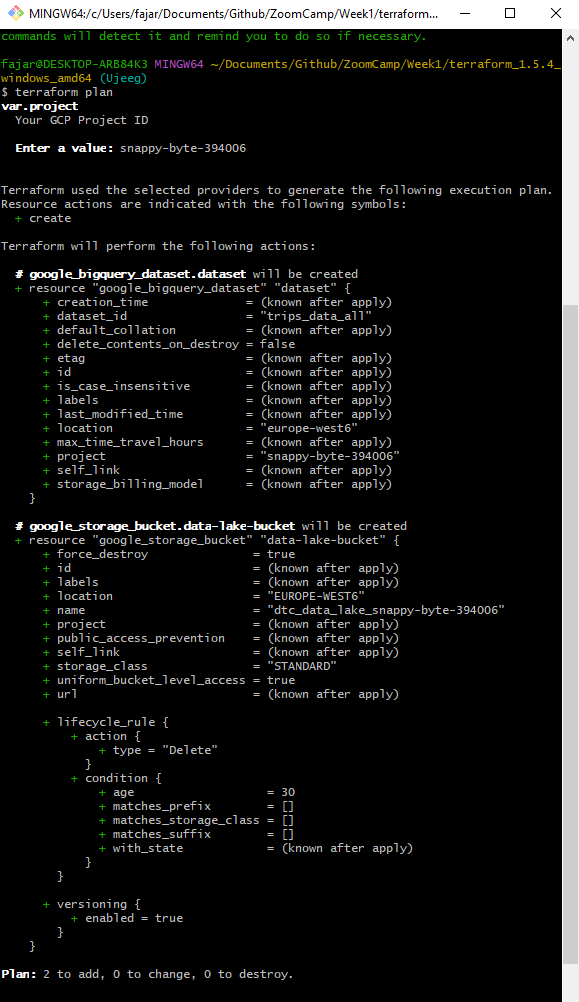 MINGW64:/c/Users/fajar/Documents/Github/ZoomCamp/Week1/terraform...
commands will detect it and remind you to do so if necessary.
fajar@DESKTOP-ARB84K3 MINGW64 ~/Documents/Github/ZoomCamp/Week1/terraform_1.5.4_
windows_amd64 (Ujeeg)
$ terraform plan
var.project
  Your GCP Project ID
  Enter a value: snappy-byte-394006
Terraform used the selected providers to generate the following execution plan.
Resource actions are indicated with the following symbols:
  + create
Terraform will perform the following actions:
  # google_bigquery_dataset.dataset will be created
  + resource "google_bigquery_dataset" "dataset" {
      + creation_time              = (known after apply)
      + dataset_id                 = "trips_data_all"
      + default_collation          = (known after apply)
      + delete_contents_on_destroy = false
      + etag                       = (known after apply)
      + id                         = (known after apply)
      + is_case_insensitive        = (known after apply)
      + labels                     = (known after apply)
      + last_modified_time         = (known after apply)
      + location                   = "europe-west6"
      + max_time_travel_hours      = (known after apply)
      + project                    = "snappy-byte-394006"
      + self_link                  = (known after apply)
      + storage_billing_model      = (known after apply)
    }
  # google_storage_bucket.data-lake-bucket will be created
  + resource "google_storage_bucket" "data-lake-bucket" {
      + force_destroy               = true
      + id                          = (known after apply)
      + labels                      = (known after apply)
      + location                    = "EUROPE-WEST6"
      + name                        = "dtc_data_lake_snappy-byte-394006"
      + project                     = (known after apply)
      + public_access_prevention    = (known after apply)
      + self_link                   = (known after apply)
      + storage_class               = "STANDARD"
      + uniform_bucket_level_access = true
      + url                         = (known after apply)
      + lifecycle_rule {
          + action {
              + type = "Delete"
            }
          + condition {
              + age                   = 30
              + matches_prefix        = []
              + matches_storage_class = []
              + matches_suffix        = []
              + with_state            = (known after apply)
            }
        }
      + versioning {
          + enabled = true
        }
    }
Plan: 2 to add, 0 to change, 0 to destroy.